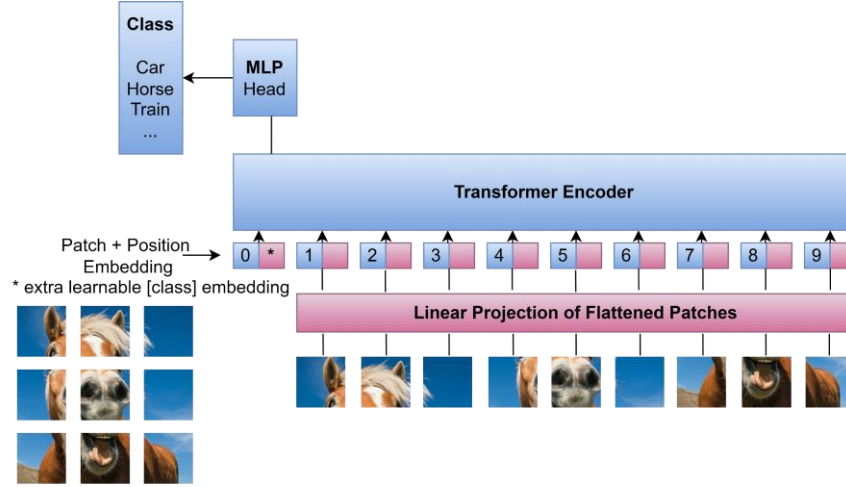 Class
Car
Horse
Train
...
MLP
Head
Transformer Encoder
Patch + Position
Embedding
* extra learnable [class] embedding
0 * 1 2 3 4 5 6 7 8 9
Linear Projection of Flattened Patches